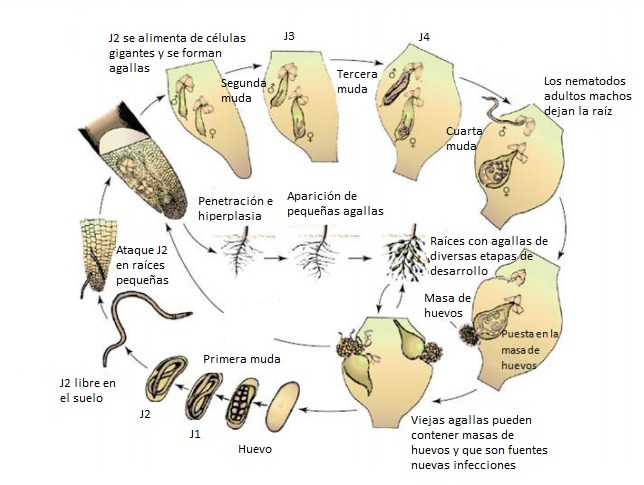 J2 se alimenta de células
gigantes y se forman
agallas
J3
J4
Segunda
muda
Tercera
muda
Los nematodos
adultos machos
dejan la raíz
Cuarta
muda
Penetración e
hiperplasia
Aparición de
pequeñas agallas
Ataque J2
en raíces
pequeñas
Raíces con agallas de
diversas etapas de
desarrollo
Masa de
huevos
Puesta en la
masa de
huevos
Primera muda
J2 libre en
el suelo
J2
J1
Huevo
Viejas agallas pueden
contener masas de
huevos y que son fuentes
nuevas infecciones